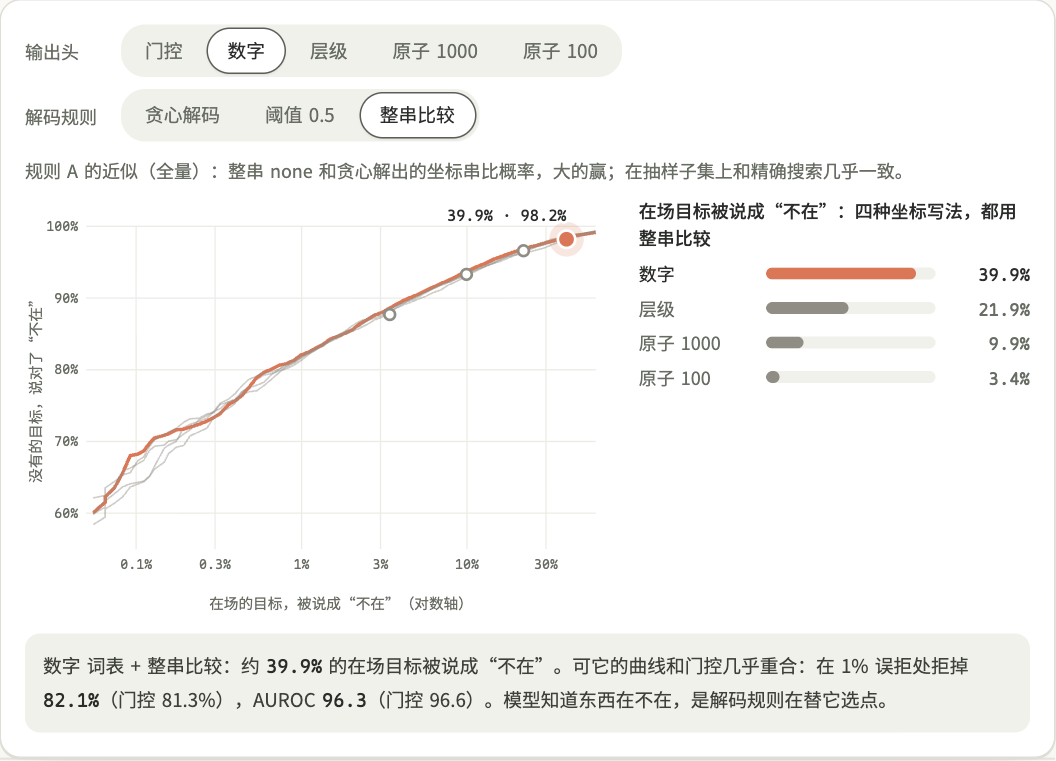 输出头 门控 数字 层级 原子 1000 原子 100
解码规则 贪心解码 阈值 0.5 整串比较
规则 A 的近似（全量）：整串 none 和贪心解出的坐标串比概率，大的赢；在抽样子集上和精确搜索几乎一致。
39.9% · 98.2%
100%
90%
80%
70%
60%
没有的目标，说对了“不在”
0.1% 0.3% 1% 3% 10% 30%
在场的目标，被说成“不在”（对数轴）
在场目标被说成“不在”：四种坐标写法，都用
整串比较
数字 39.9%
层级 21.9%
原子 1000 9.9%
原子 100 3.4%
数字 词表 + 整串比较：约 39.9% 的在场目标被说成“不在”。可它的曲线和门控几乎重合：在 1% 误拒处拒掉
82.1%（门控 81.3%），AUROC 96.3（门控 96.6）。模型知道东西在不在，是解码规则在替它选点。